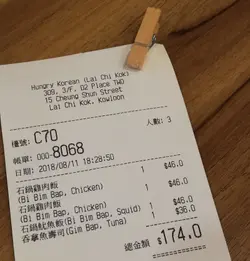 Hungry Korean (Lai Chi Kok)
309, 3/F, D2 Place TWO
15 Cheung Shun Street
Lai Chi Kok, Kowloon
檯號: C70 人數: 3
帳單: 000-8068
日期: 2018/08/11 18:28:50
石鍋雞肉飯
(Bi Bim Bap, Chicken) 1 $46.0
石鍋雞肉飯
(Bi Bim Bap, Chicken) 1 $46.0
石鍋魷魚飯(Bi Bim Bap, Squid) 1 $46.0
吞拿魚壽司(Gim Bap, Tuna) 1 $36.0
總金額 $174.0